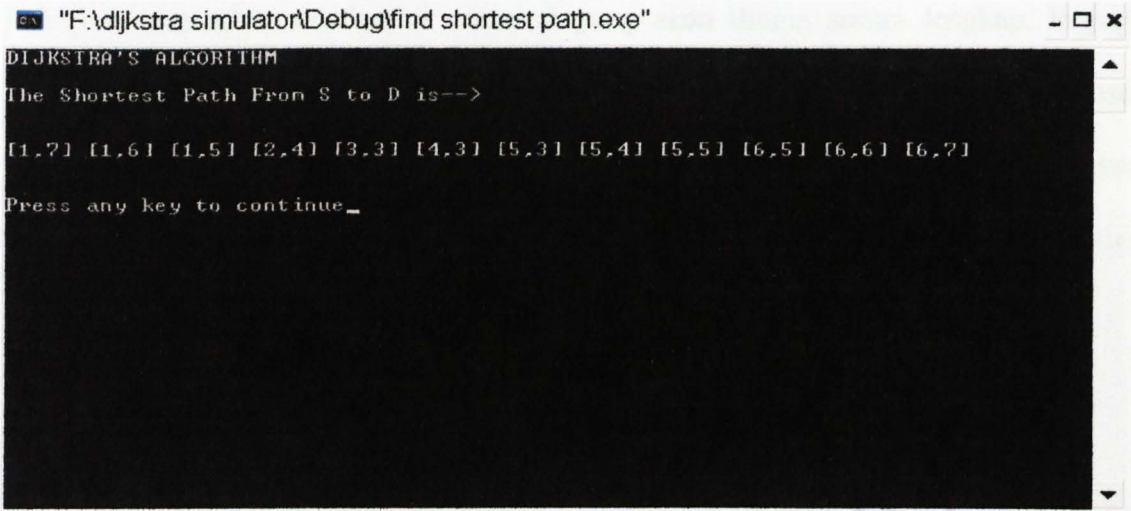 "F:\dljkstra simulator\Debug\find shortest path.exe"
DIJKSTRA'S ALGORITHM
The Shortest Path From S to D is-->
[1,7] [1,6] [1,5] [2,4] [3,3] [4,3] [5,3] [5,4] [5,5] [6,5] [6,6] [6,7]
Press any key to continue_